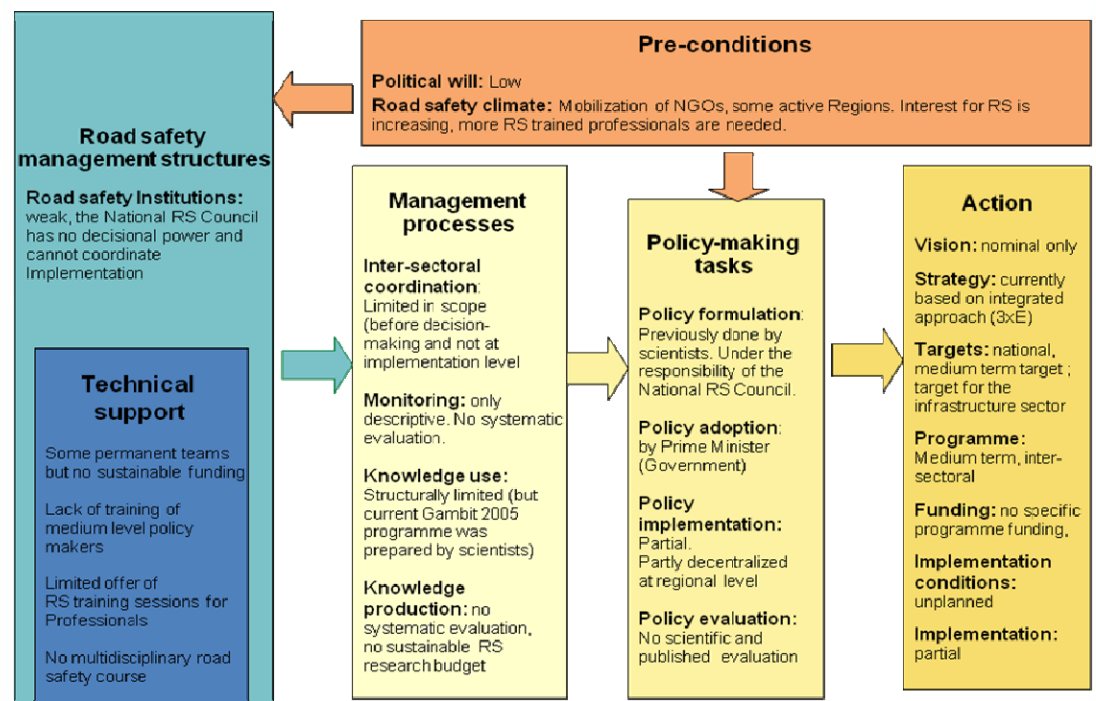 Pre-conditions
Political will: Low
Road safety climate: Mobilization of NGOs, some active Regions. Interest for RS is
increasing, more RS trained professionals are needed.
Road safety
management structures
Road safety Institutions:
weak, the National RS Council
has no decisional power and
cannot coordinate
Implementation
Technical
support
Some permanent teams
but no sustainable funding
Lack of training of
medium level policy
makers
Limited offer of
RS training sessions for
Professionals
No multidisciplinary road
safety course
Management
processes
Inter-sectoral
coordination:
Limited in scope
(before decision-
making and not at
implementation level
Monitoring: only
descriptive. No systematic
evaluation.
Knowledge use:
Structurally limited (but
current Gambit 2005
programme was
prepared by scientists)
Knowledge
production: no
systematic evaluation,
no sustainable RS
research budget
Policy-making
tasks
Policy formulation:
Previously done by
scientists. Under the
responsibility of the
National RS Council.
Policy adoption:
by Prime Minister
(Government)
Policy
implementation:
Partial.
Partly decentralized
at regional level
Policy evaluation:
No scientific and
published evaluation
Action
Vision: nominal only
Strategy: currently
based on integrated
approach (3xE)
Targets: national,
medium term target ;
target for the
infrastructure sector
Programme:
Medium term, inter-
sectoral
Funding: no specific
programme funding,
Implementation
conditions:
unplanned
Implementation:
partial